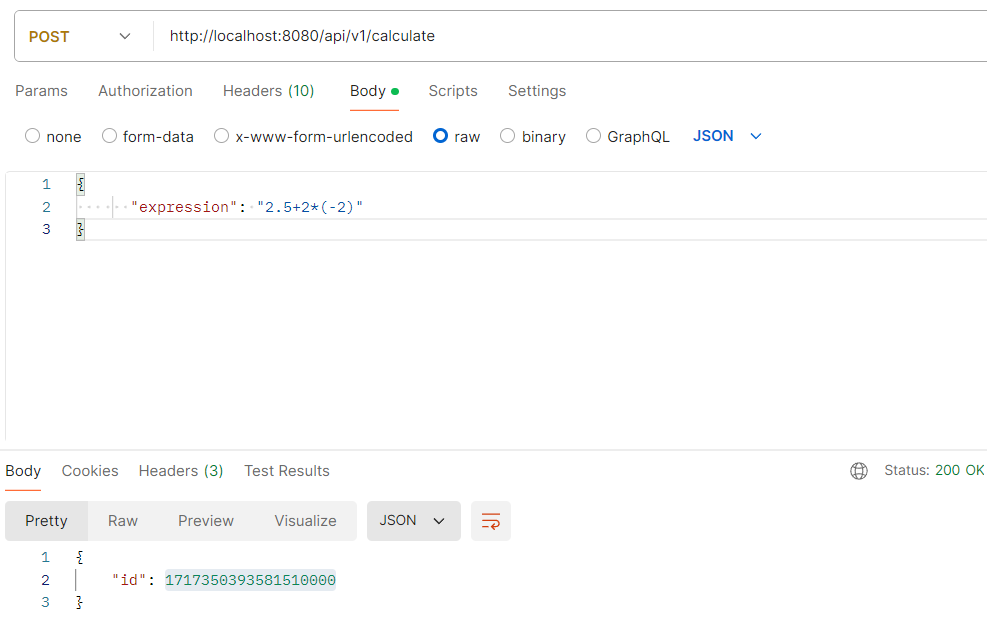 POST http://localhost:8080/api/v1/calculate
Params Authorization Headers (10) Body Scripts Settings
none form-data x-www-form-urlencoded raw binary GraphQL JSON
1 {
2 "expression": "2.5+2*(-2)"
3 }
Body Cookies Headers (3) Test Results Status: 200 OK
Pretty Raw Preview Visualize JSON
1 {
2 "id": 1717350393581510000
3 }